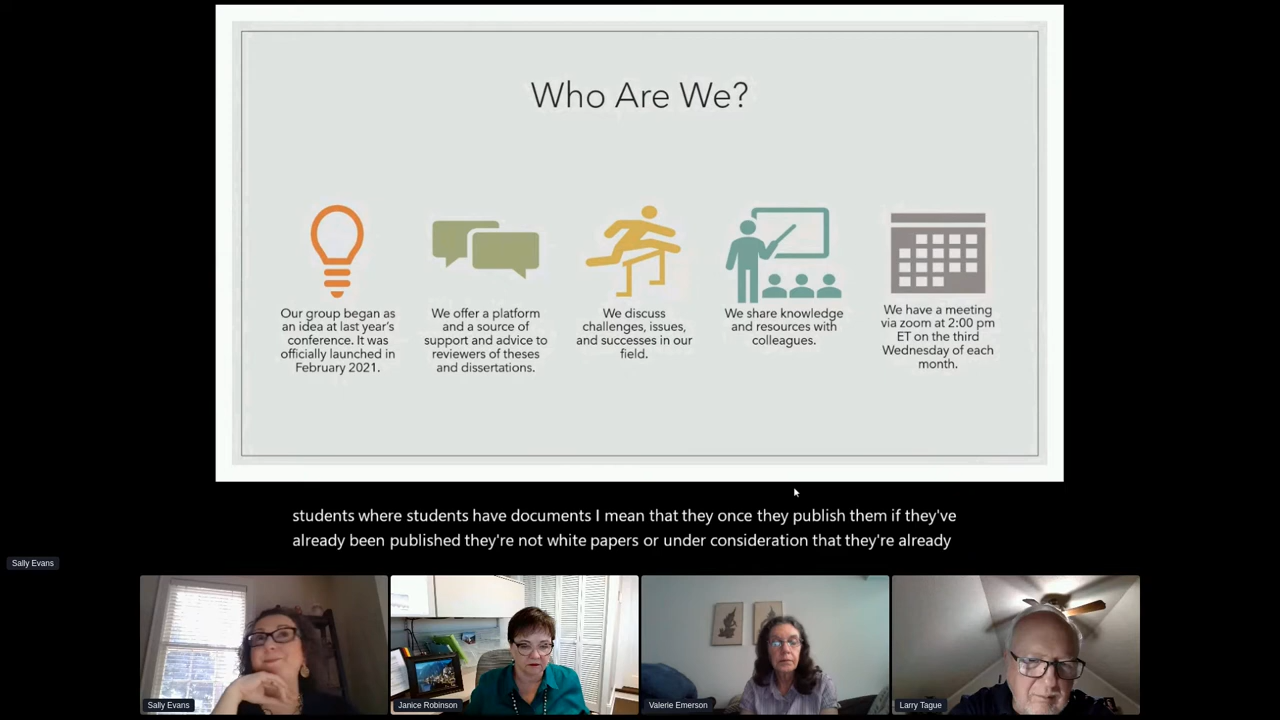 Who Are We?
Our group began as
an idea at last year's
conference. It was
officially launched in
February 2021.
We offer a platform
and a source of
support and advice to
reviewers of theses
and dissertations.
We discuss
challenges, issues,
and successes in our
field.
We share knowledge
and resources with
colleagues.
We have a meeting
via zoom at 2:00 pm
ET on the third
Wednesday of each
month.
students where students have documents I mean that they once they publish them if they've
already been published they're not white papers or under consideration that they're already
Sally Evans
Sally Evans
Janice Robinson
Valerie Emerson
Larry Tague